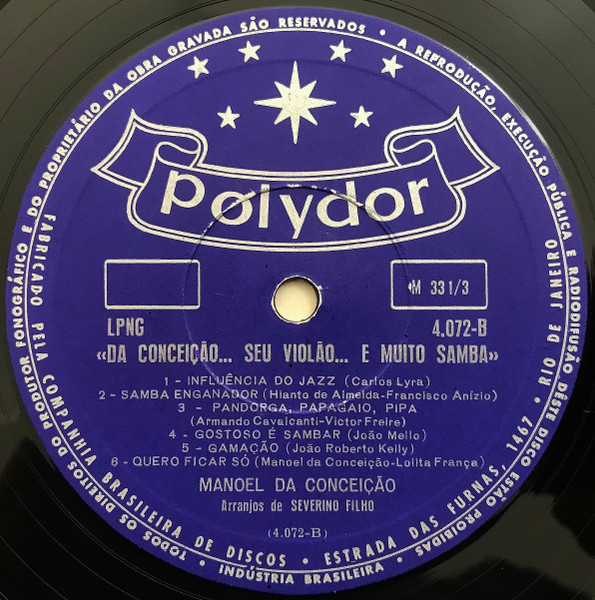 TODOS OS DIREITOS DO PRODUTOR FONOGRÁFICO E DO PROPRIETÁRIO DA OBRA GRAVADA SÃO RESERVADOS • A REPRODUÇÃO, EXECUÇÃO PÚBLICA E RADIODIFUSÃO DÊSTE DISCO ESTÃO PROIBIDAS •
FABRICADO PELA COMPANHIA BRASILEIRA DE DISCOS • ESTRADA DAS FURNAS, 1467 • RIO DE JANEIRO
• INDÚSTRIA BRASILEIRA •
polydor
M 331/3
LPNG 4.072-B
«DA CONCEIÇÃO... SEU VIOLÃO... E MUITO SAMBA»
1 - INFLUÊNCIA DO JAZZ (Carlos Lyra)
2 - SAMBA ENGANADOR (Hianto de Almeida-Francisco Anízio)
3 - PANDORGA, PAPAGAIO, PIPA
(Armando Cavalcanti-Victor Freire)
4 - GOSTOSO É SAMBAR (João Mello)
5 - GAMAÇÃO (João Roberto Kelly)
6 - QUERO FICAR SÓ (Manoel da Conceição-Lolita França)
MANOEL DA CONCEIÇÃO
Arranjos de SEVERINO FILHO
(4.072-B)